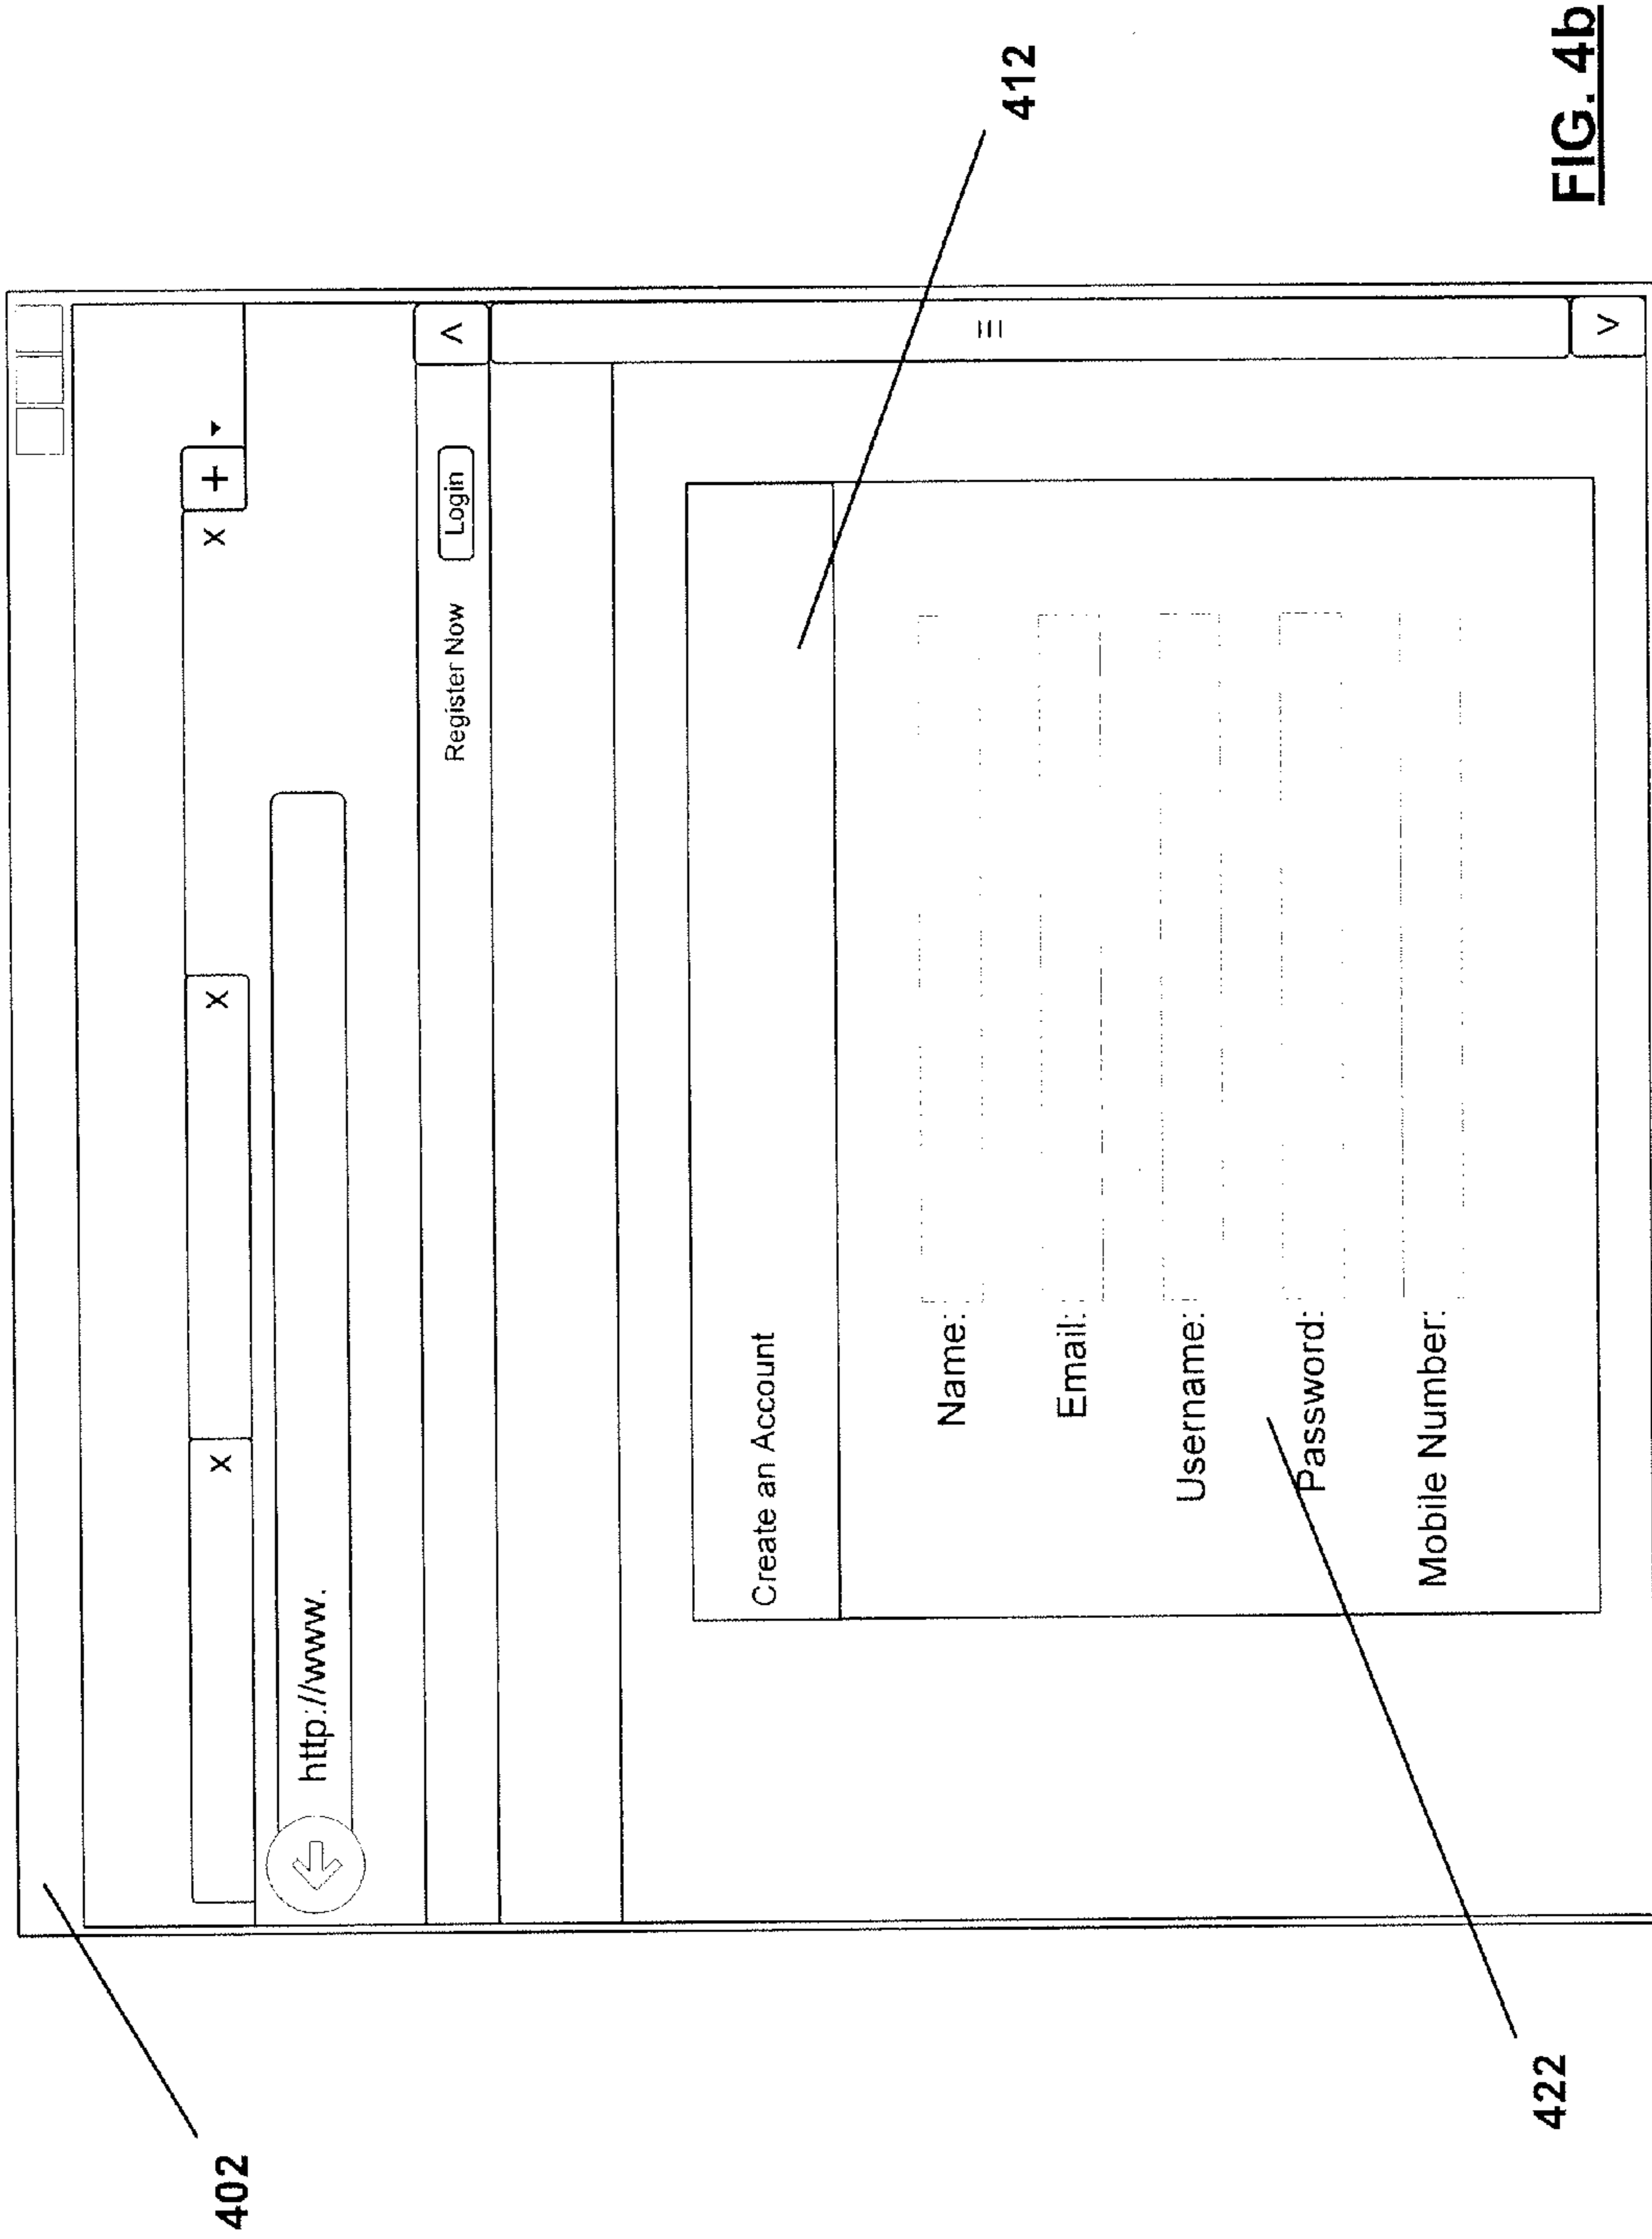 402
X
X
X
+
http://www.
Register Now
Login
Create an Account
412
Name:
Email:
Username:
Password:
Mobile Number:
422
FIG. 4b